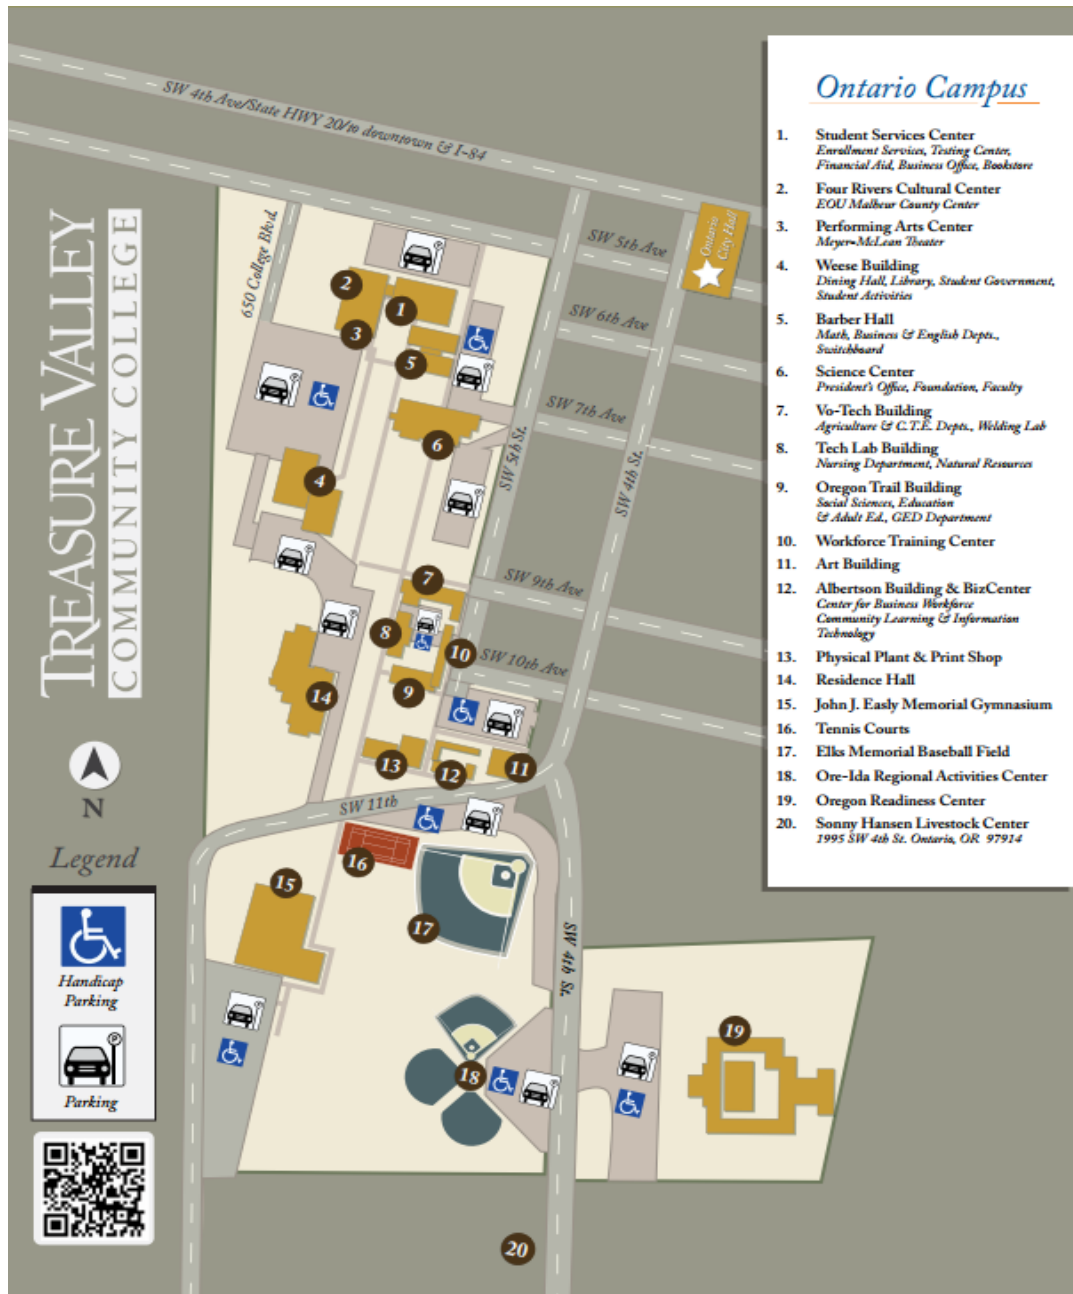 TREASURE VALLEY
COMMUNITY COLLEGE
N
Legend
Handicap
Parking
P
Parking
SW 4th Ave/State HWY 20/to downtown & I-84
650 College Blvd.
SW 5th Ave
Ontario
City Hall
SW 6th Ave
SW 7th Ave
SW 5th St.
SW 4th St.
SW 9th Ave
SW 10th Ave
SW 11th
SW 4th St.
2
1
3
5
6
4
7
8
10
9
14
13
12
11
16
15
17
18
19
20
Ontario Campus
1. Student Services Center
Enrollment Services, Testing Center,
Financial Aid, Business Office, Bookstore
2. Four Rivers Cultural Center
EOU Malheur County Center
3. Performing Arts Center
Meyer-McLean Theater
4. Weese Building
Dining Hall, Library, Student Government,
Student Activities
5. Barber Hall
Math, Business & English Depts.,
Switchboard
6. Science Center
President's Office, Foundation, Faculty
7. Vo-Tech Building
Agriculture & C.T.E. Depts., Welding Lab
8. Tech Lab Building
Nursing Department, Natural Resources
9. Oregon Trail Building
Social Sciences, Education
& Adult Ed., GED Department
10. Workforce Training Center
11. Art Building
12. Albertson Building & BizCenter
Center for Business Workforce
Community Learning & Information
Technology
13. Physical Plant & Print Shop
14. Residence Hall
15. John J. Easly Memorial Gymnasium
16. Tennis Courts
17. Elks Memorial Baseball Field
18. Ore-Ida Regional Activities Center
19. Oregon Readiness Center
20. Sonny Hansen Livestock Center
1995 SW 4th St. Ontario, OR 97914